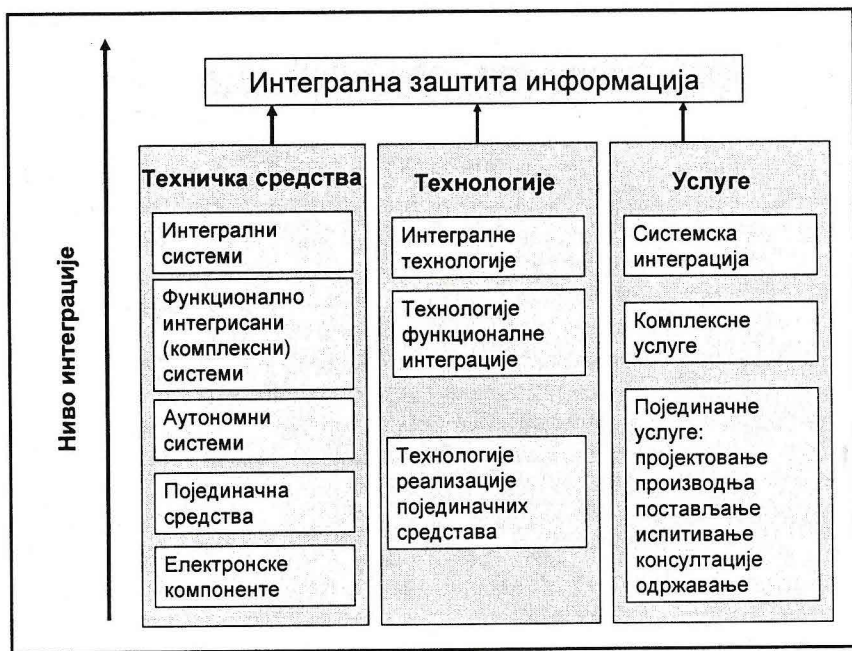 Интегрална заштита информација
Ниво интеграције
Техничка средства
Интегрални
системи
Функционално
интегрисани
(комплексни)
системи
Аутономни
системи
Појединачна
средства
Електронске
компоненте
Технологије
Интегралне
технологије
Технологије
функционалне
интеграције
Технологије
реализације
појединачних
средстава
Услуге
Системска
интеграција
Комплексне
услуге
Појединачне
услуге:
пројектовање
производња
постављање
испитивање
консултације
одржавање